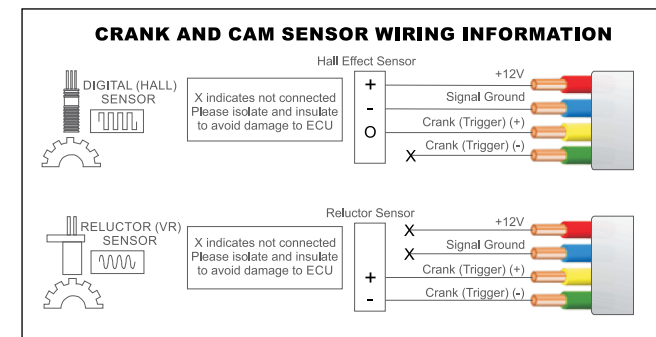 CRANK AND CAM SENSOR WIRING INFORMATION
Hall Effect Sensor
DIGITAL (HALL)
SENSOR
X indicates not connected
Please isolate and insulate
to avoid damage to ECU
+
-
O
X
+12V
Signal Ground
Crank (Trigger) (+)
Crank (Trigger) (-)
Reluctor Sensor
RELUCTOR (VR)
SENSOR
X indicates not connected
Please isolate and insulate
to avoid damage to ECU
X
X
+
-
+12V
Signal Ground
Crank (Trigger) (+)
Crank (Trigger) (-)